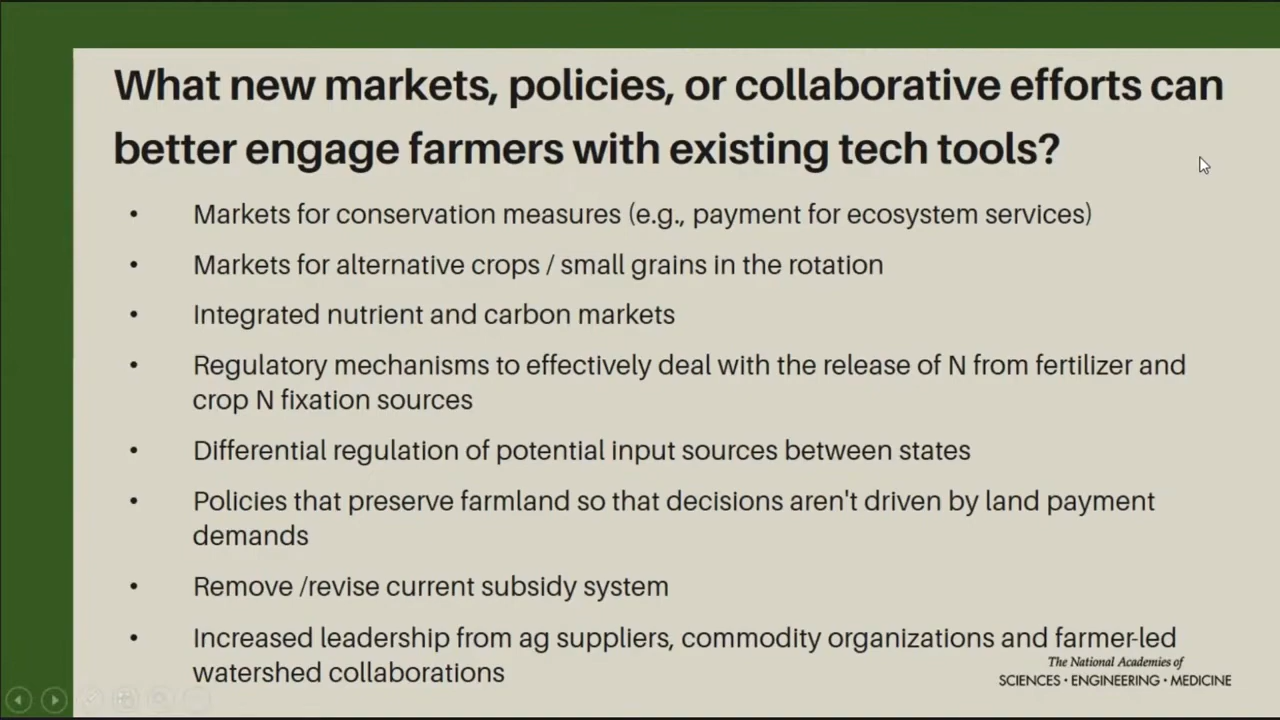 What new markets, policies, or collaborative efforts can
better engage farmers with existing tech tools?
• Markets for conservation measures (e.g., payment for ecosystem services)
• Markets for alternative crops / small grains in the rotation
• Integrated nutrient and carbon markets
• Regulatory mechanisms to effectively deal with the release of N from fertilizer and
crop N fixation sources
• Differential regulation of potential input sources between states
• Policies that preserve farmland so that decisions aren't driven by land payment
demands
• Remove /revise current subsidy system
• Increased leadership from ag suppliers, commodity organizations and farmer-led
watershed collaborations
The National Academies of
SCIENCES • ENGINEERING • MEDICINE